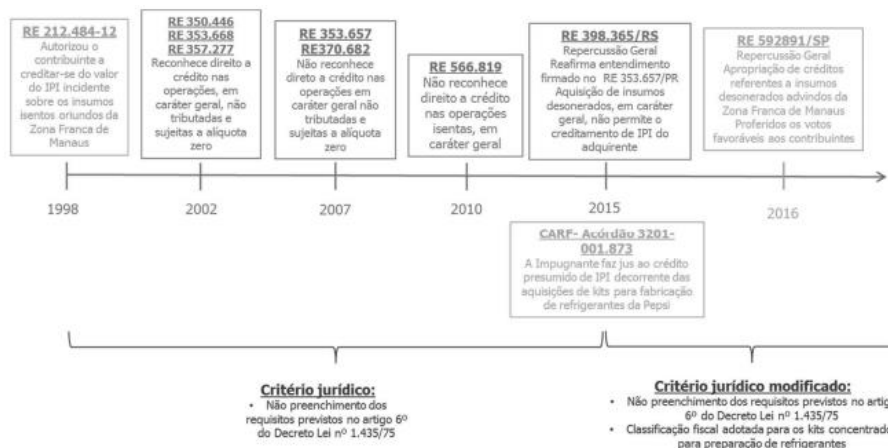 RE 212.484-12
Autorizou o
contribuinte a
creditar-se do valor
do IPI incidente
sobre os insumos
isentos oriundos da
Zona Franca de
Manaus
RE 350.446
RE 353.668
RE 357.277
Reconhece direito a
crédito nas
operações, em
caráter geral, não
tributadas e
sujeitas a alíquota
zero
RE 353.657
RE370.682
Não reconhece
direto a crédito
nas operações em
caráter geral não
tributadas e
sujeitas a alíquota
zero
RE 566.819
Não reconhece
direito a crédito
nas operações
isentas, em
caráter geral
RE 398.365/RS
Repercussão Geral
Reafirma entendimento
firmado no RE 353.657/PR
Aquisição de insumos
desonerados, em caráter
geral, não permite o
creditamento de IPI do
adquirente
RE 592891/SP
Repercussão Geral
Apropriação de créditos
referentes a insumos
desonerados advindos da
Zona Franca de Manaus
Proferidos os votos
favoráveis aos contribuintes
1998
2002
2007
2010
2015
2016
CARF- Acórdão 3201-
001.873
A Impugnante faz jus ao crédito
presumido de IPI decorrente das
aquisições de kits para fabricação
de refrigerantes da Pepsi
Critério jurídico:
• Não preenchimento dos
requisitos previstos no artigo 6º
do Decreto Lei nº 1.435/75
Critério jurídico modificado:
• Não preenchimento dos requisitos previstos no artig
6º do Decreto Lei nº 1.435/75
• Classificação fiscal adotada para os kits concentrado
para preparação de refrigerantes